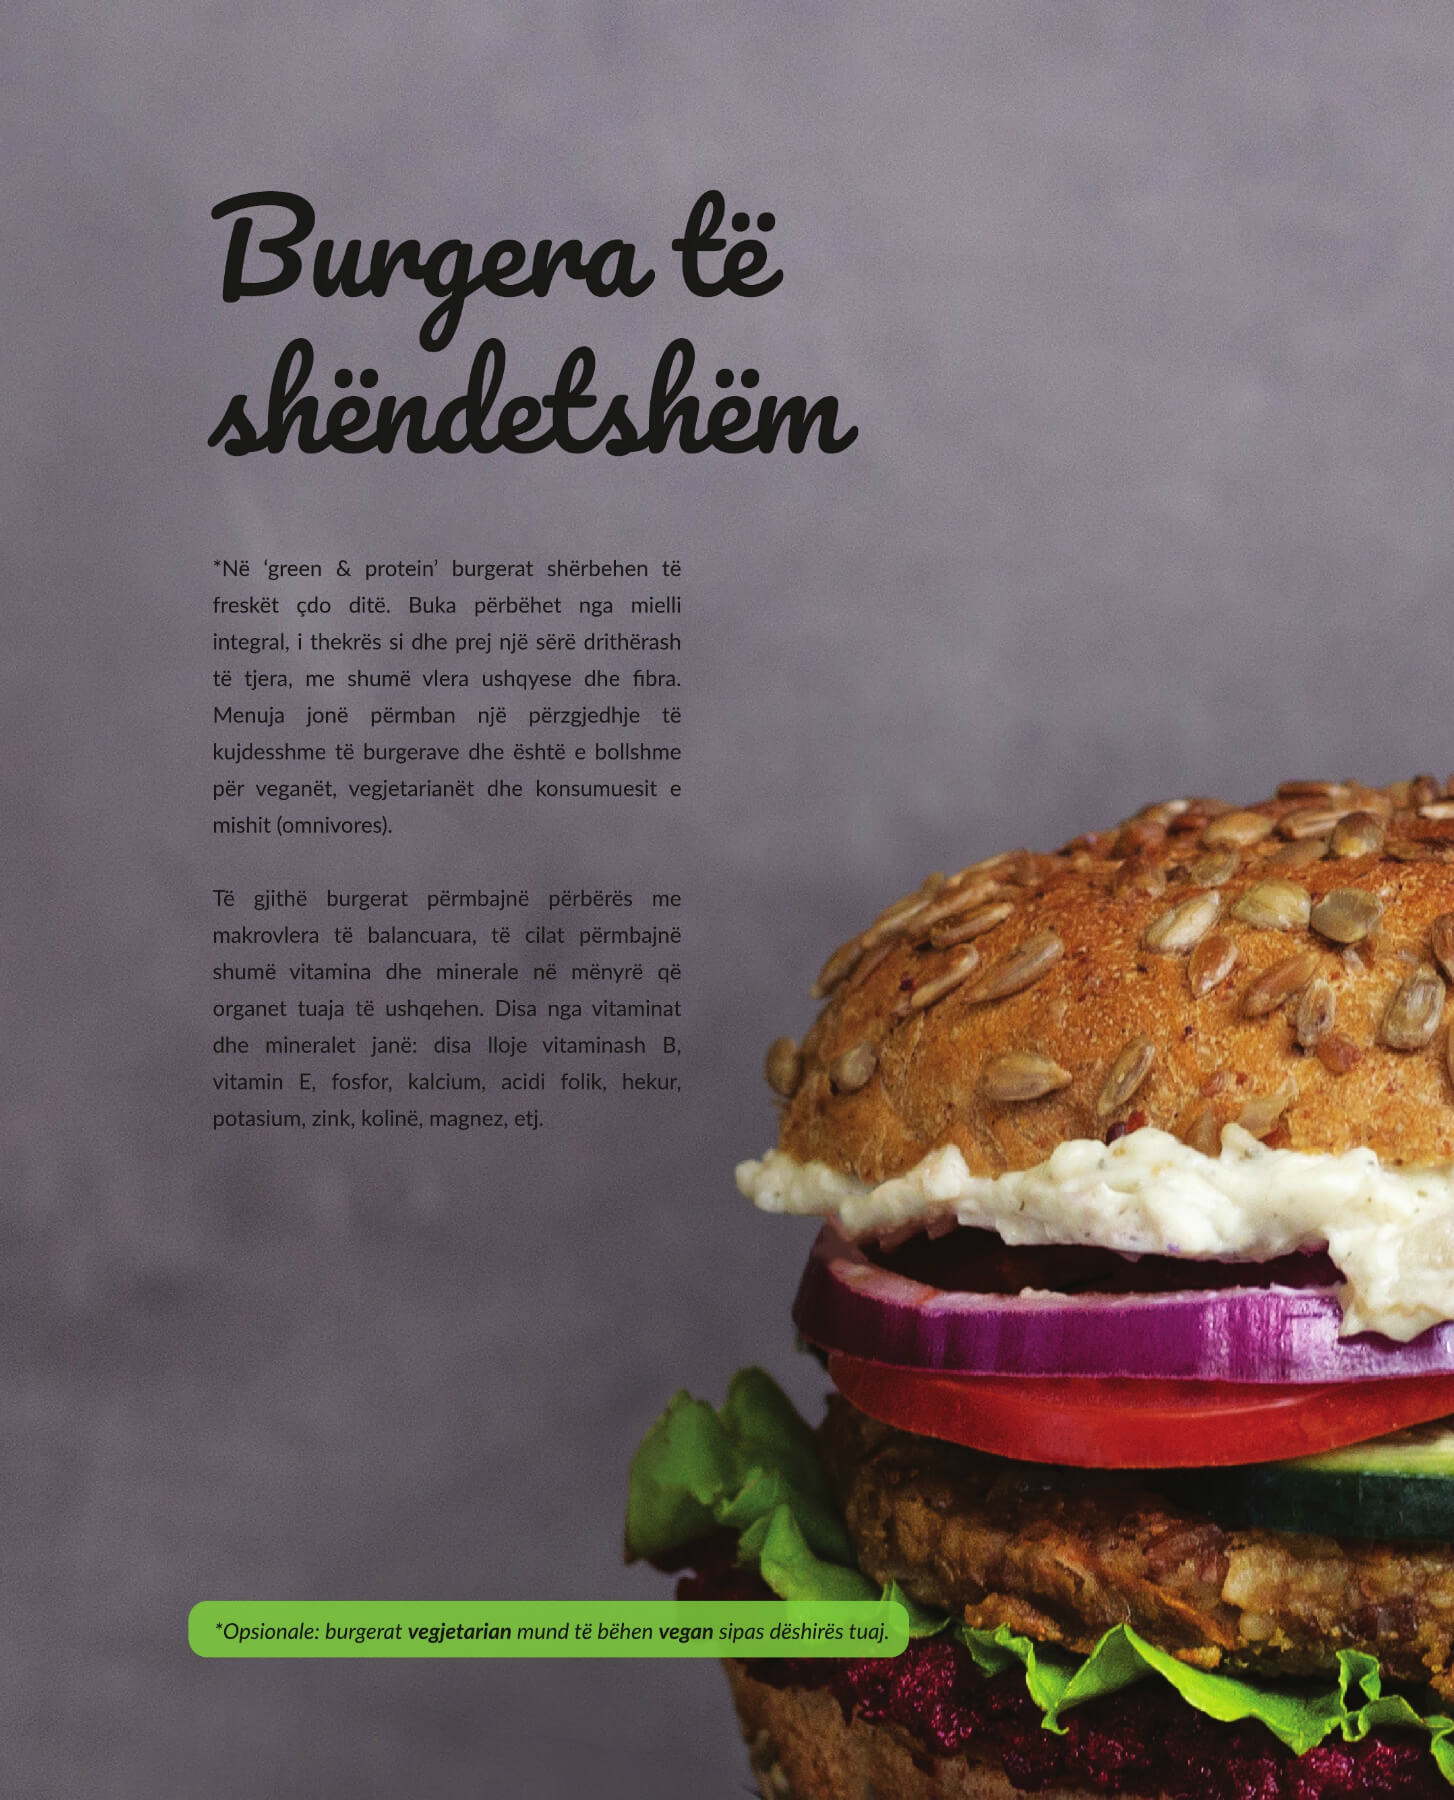 Burgera të
shëndetshëm
*Në ‘green & protein’ burgerat shërbehen të
freskët çdo ditë. Buka përbëhet nga mielli
integral, i thekrës si dhe prej një sërë drithërash
të tjera, me shumë vlera ushqyese dhe fibra.
Menuja jonë përmban një përzgjedhje të
kujdesshme të burgerave dhe është e bollshme
për veganët, vegjetarianët dhe konsumuesit e
mishit (omnivores).
Të gjithë burgerat përmbajnë përbërës me
makrovlera të balancuara, të cilat përmbajnë
shumë vitamina dhe minerale në mënyrë që
organet tuaja të ushqehen. Disa nga vitaminat
dhe mineralet janë: disa lloje vitaminash B,
vitamin E, fosfor, kalcium, acidi folik, hekur,
potasium, zink, kolinë, magnez, etj.
*Opsionale: burgerat vegjetarian mund të bëhen vegan sipas dëshirës tuaj.